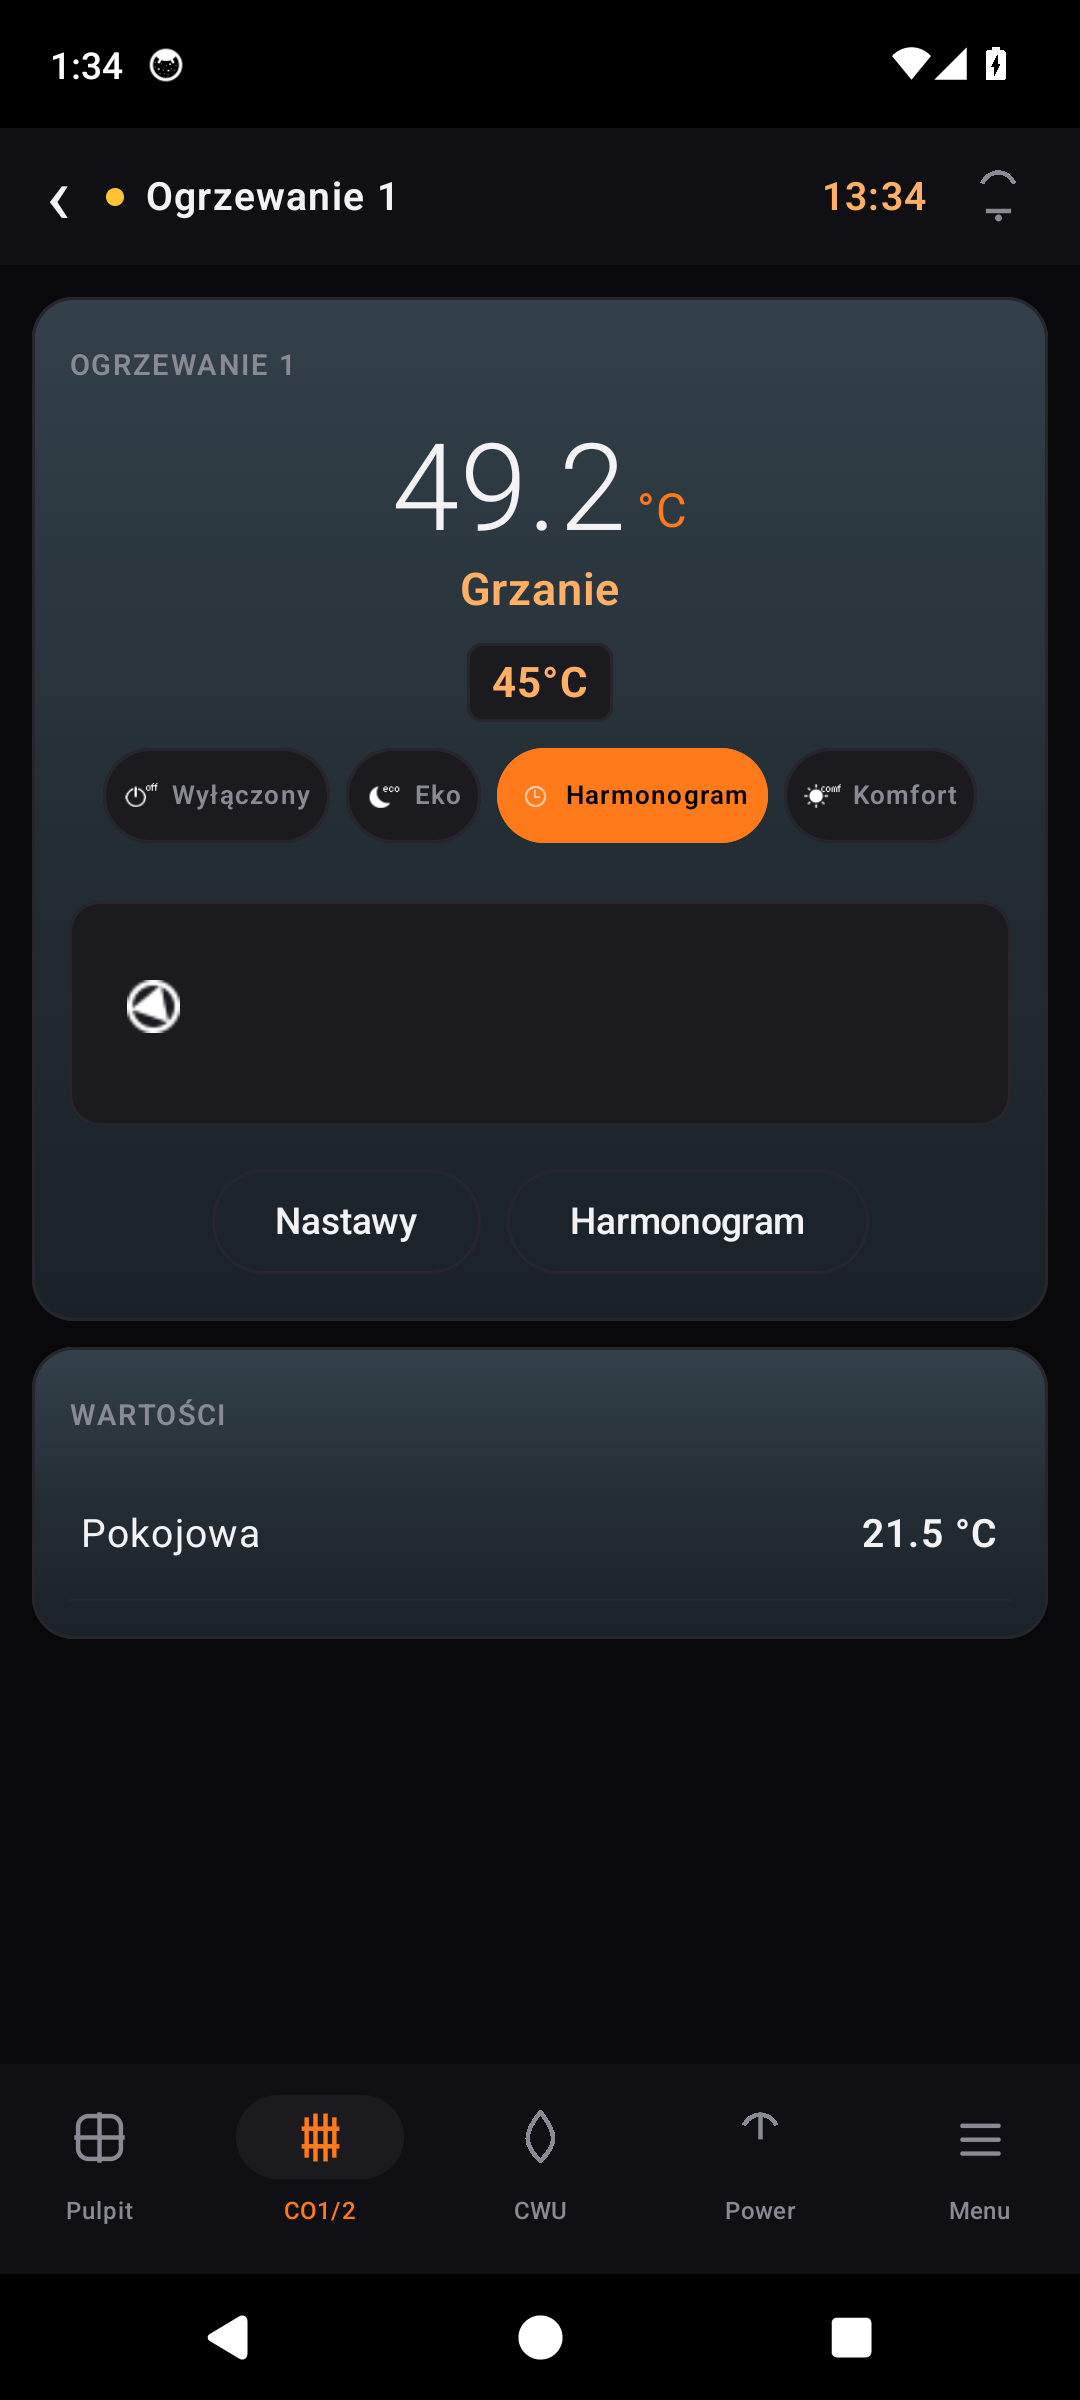 1:34
Ogrzewanie 1
13:34
OGRZEWANIE 1
49.2 °C
Grzanie
45°C
off Wyłączony
eco Eko
Harmonogram
comf Komfort
Nastawy
Harmonogram
WARTOŚCI
Pokojowa
21.5 °C
Pulpit
CO1/2
CWU
Power
Menu